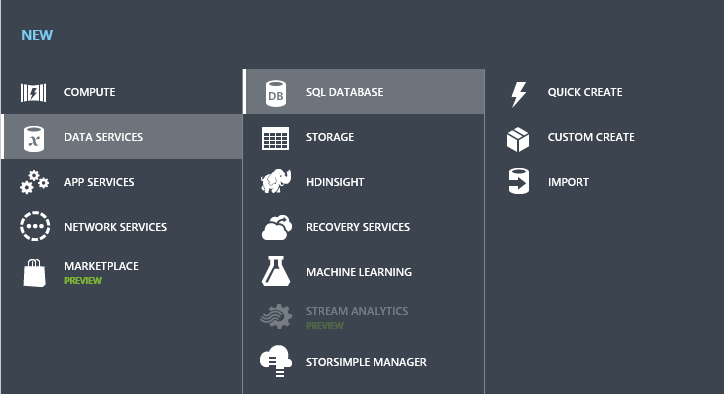 NEW
COMPUTE
DATA SERVICES
x
APP SERVICES
NETWORK SERVICES
MARKETPLACE
PREVIEW
DB
SQL DATABASE
STORAGE
HDINSIGHT
RECOVERY SERVICES
MACHINE LEARNING
STREAM ANALYTICS
PREVIEW
STORSIMPLE MANAGER
QUICK CREATE
CUSTOM CREATE
IMPORT